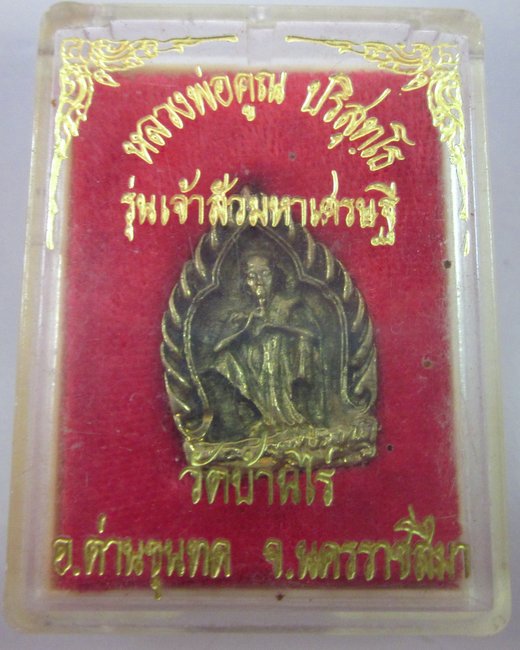 หลวงพ่อคูณ ปริสุทโธ
รุ่นเจ้าสัวมหาเศรษฐี
วัดบ้านไร่
อ.ด่านขุนทด จ.นครราชสีมา